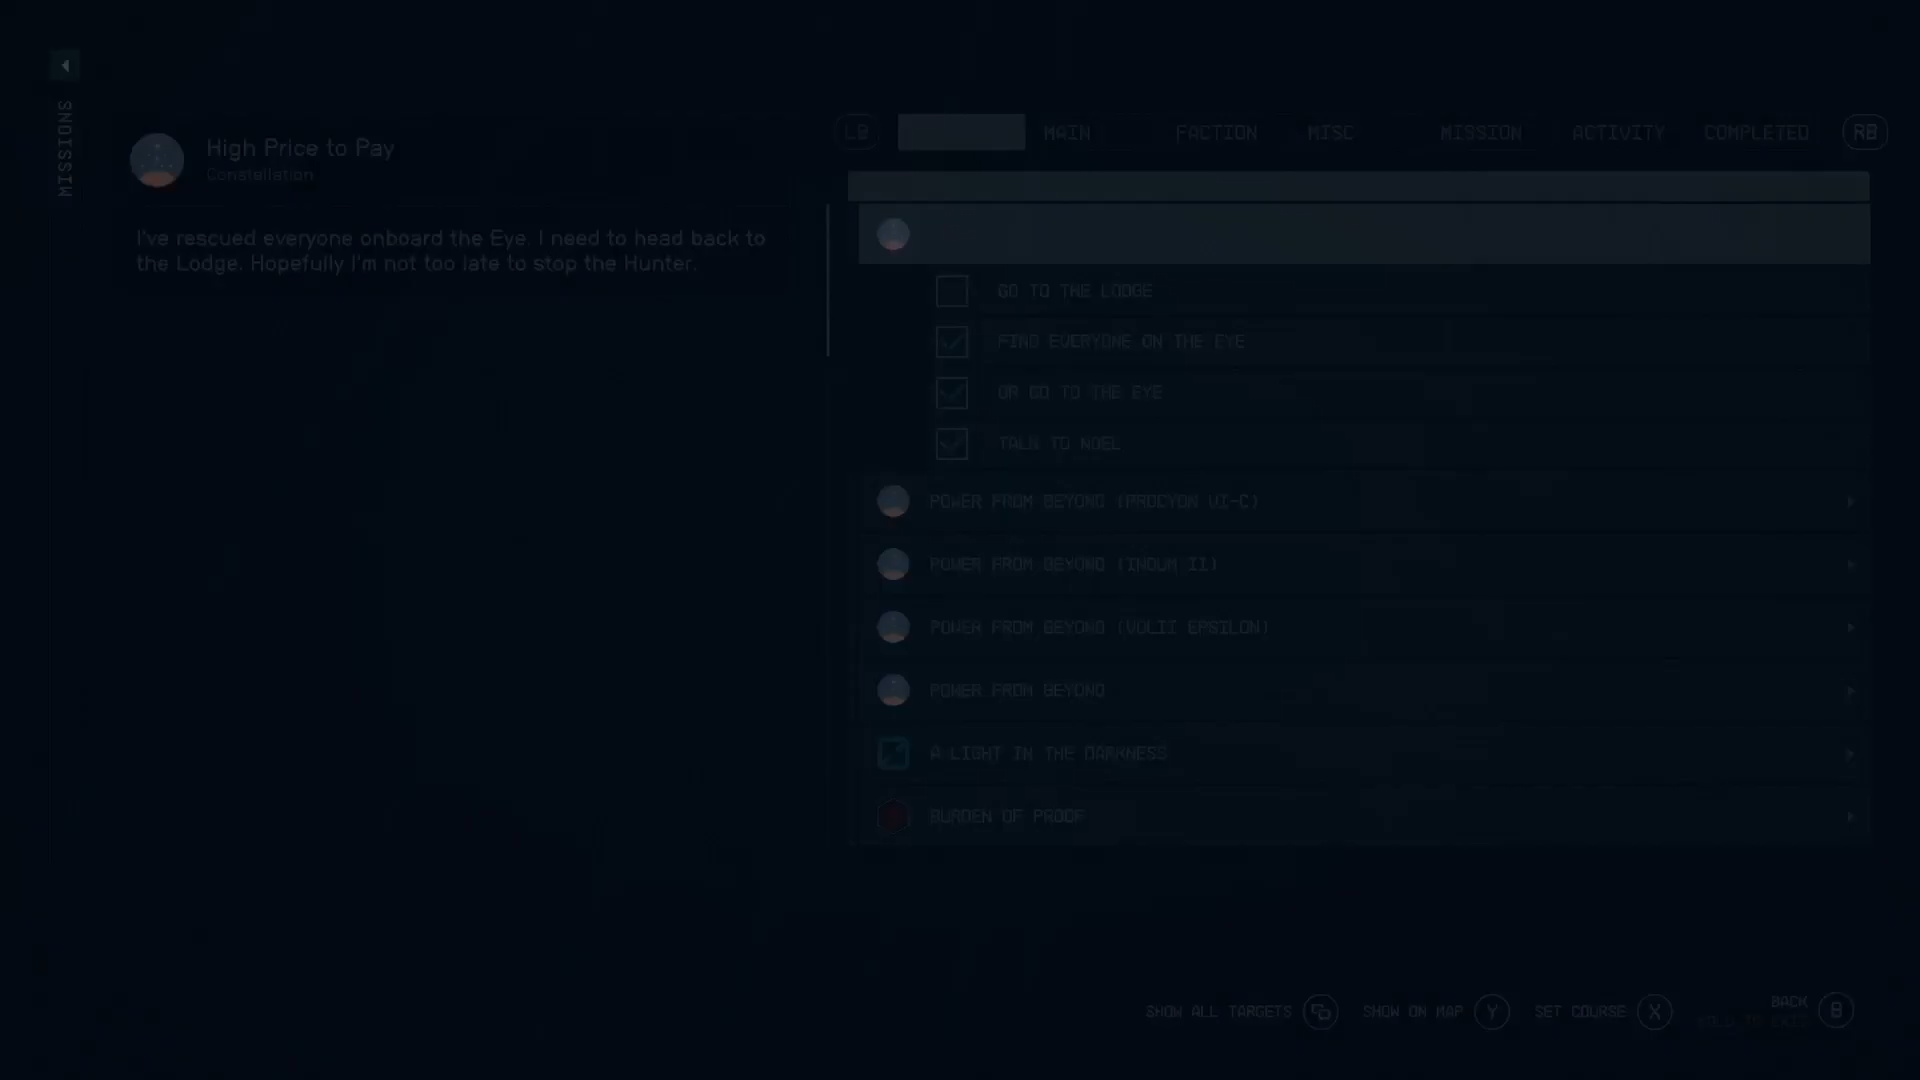 MISSIONS
High Price to Pay
Constellation
I've rescued everyone onboard the Eye. I need to head back to
the Lodge. Hopefully I'm not too late to stop the Hunter.
LB
MAIN
FACTION
MISC
MISSION
ACTIVITY
COMPLETED
RB
GO TO THE LODGE
FIND EVERYONE ON THE EYE
OR GO TO THE EYE
TALK TO NOEL
POWER FROM BEYOND (PROCYON VI-C)
POWER FROM BEYOND (INDUM II)
POWER FROM BEYOND (VOLII EPSILON)
POWER FROM BEYOND
A LIGHT IN THE DARKNESS
BURDEN OF PROOF
SHOW ALL TARGETS
SHOW ON MAP Y
SET COURSE X
BACK B
HOLD TO EXIT